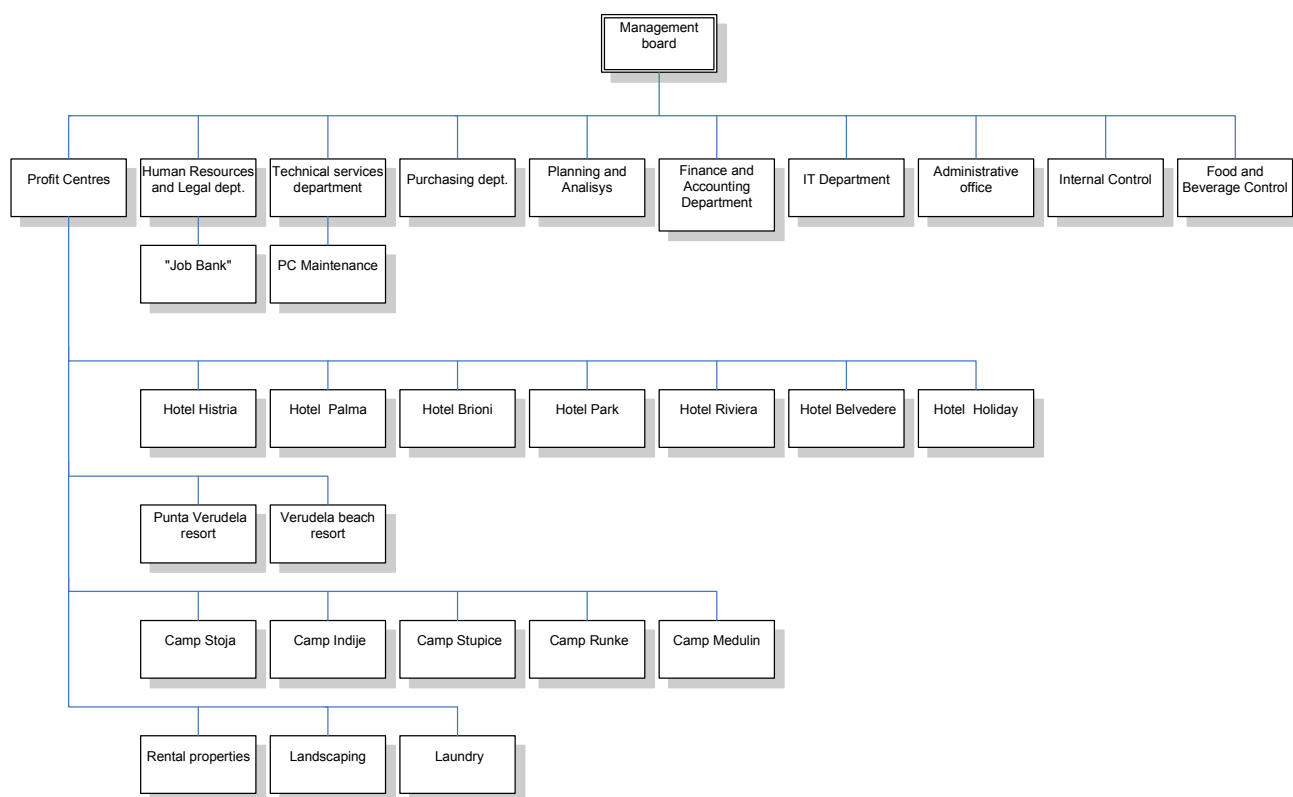 Management
board
Profit Centres
Human Resources
and Legal dept.
Technical services
department
Purchasing dept.
Planning and
Analisys
Finance and
Accounting
Department
IT Department
Administrative
office
Internal Control
Food and
Beverage Control
"Job Bank"
PC Maintenance
Hotel Histria
Hotel Palma
Hotel Brioni
Hotel Park
Hotel Riviera
Hotel Belvedere
Hotel Holiday
Punta Verudela
resort
Verudela beach
resort
Camp Stoja
Camp Indije
Camp Stupice
Camp Runke
Camp Medulin
Rental properties
Landscaping
Laundry